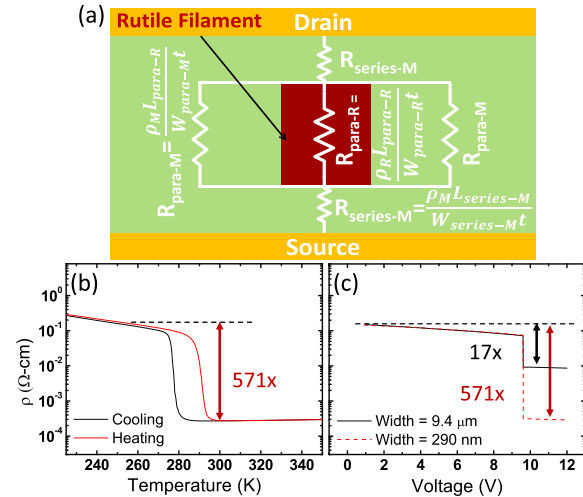 (a)
Rutile Filament
Drain
R_series-M
R_para-M = ρ_M L_para-R / W_para-M t
R_para-R = ρ_R L_para-R / W_para-R t
R_para-M
R_series-M = ρ_M L_series-M / W_series-M t
Source
(b)
10^0
10^-1
10^-2
10^-3
10^-4
ρ (Ω-cm)
571x
Cooling
Heating
240 260 280 300 320 340
Temperature (K)
(c)
17x
571x
Width = 9.4 μm
Width = 290 nm
0 2 4 6 8 10 12
Voltage (V)